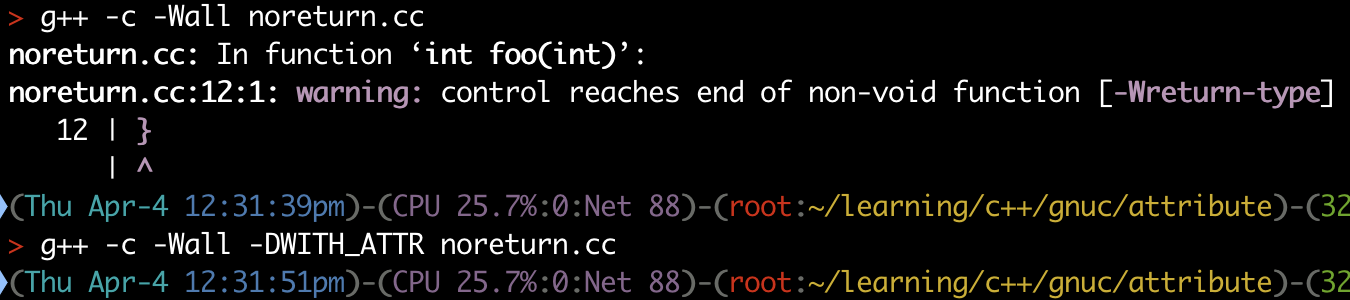 > g++ -c -Wall noreturn.cc
noreturn.cc: In function ‘int foo(int)’:
noreturn.cc:12:1: warning: control reaches end of non-void function [-Wreturn-type]
   12 | }
      | ^
(Thu Apr-4 12:31:39pm)-(CPU 25.7%:0:Net 88)-(root:~/learning/c++/gnuc/attribute)-(32
> g++ -c -Wall -DWITH_ATTR noreturn.cc
(Thu Apr-4 12:31:51pm)-(CPU 25.7%:0:Net 88)-(root:~/learning/c++/gnuc/attribute)-(32